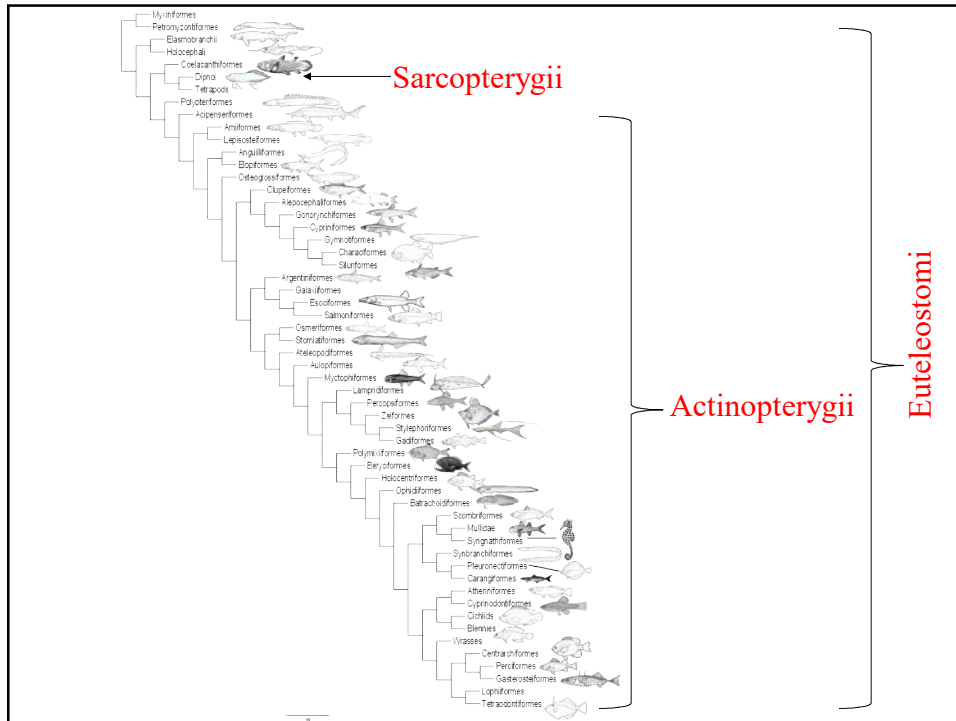 Myxiniformes
Petromyzontiformes
Elasmobranchii
Holocephali
Coelacanthiformes
Dipnoi
Sarcopterygii
Tetrapods
Polypteriformes
Acipenseriformes
Amiiformes
Lepisosteiformes
Anguilliformes
Elopiformes
Osteoglossiformes
Clupeiformes
Alepocephaliformes
Gonorynchiformes
Cypriniformes
Gymnotiformes
Characiformes
Siluriformes
Argentiniformes
Galaxiiformes
Esociformes
Salmoniformes
Osmeriformes
Stomiatiformes
Ateleopodiformes
Aulopiformes
Myctophiformes
Lampridiformes
Percopsiformes
Zeiformes
Stylephoriformes
Gadiformes
Actinopterygii
Euteleostomi
Polymixiiformes
Beryciformes
Holocentriformes
Ophidiiformes
Batrachoidiformes
Scombriformes
Mullidae
Syngnathiformes
Synbranchiformes
Pleuronectiformes
Carangiformes
Atheriniformes
Cyprinodontiformes
Cichlids
Blennies
Wrasses
Centrarchiformes
Perciformes
Gasterosteiformes
Lophiiformes
Tetraodontiformes